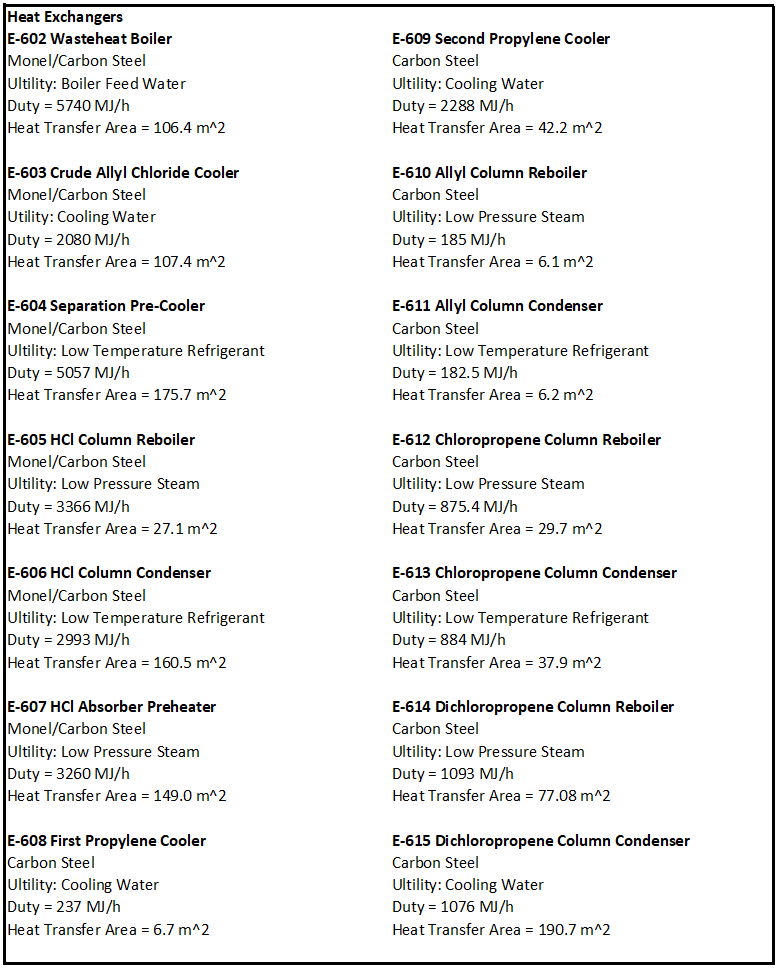 Heat Exchangers
E-602 Wasteheat Boiler
Monel/Carbon Steel
Ultility: Boiler Feed Water
Duty = 5740 MJ/h
Heat Transfer Area = 106.4 m^2
E-603 Crude Allyl Chloride Cooler
Monel/Carbon Steel
Utility: Cooling Water
Duty = 2080 MJ/h
Heat Transfer Area = 107.4 m^2
E-604 Separation Pre-Cooler
Monel/Carbon Steel
Ultility: Low Temperature Refrigerant
Duty = 5057 MJ/h
Heat Transfer Area = 175.7 m^2
E-605 HCl Column Reboiler
Monel/Carbon Steel
Ultility: Low Pressure Steam
Duty = 3366 MJ/h
Heat Transfer Area = 27.1 m^2
E-606 HCl Column Condenser
Monel/Carbon Steel
Ultility: Low Temperature Refrigerant
Duty = 2993 MJ/h
Heat Transfer Area = 160.5 m^2
E-607 HCl Absorber Preheater
Monel/Carbon Steel
Ultility: Low Pressure Steam
Duty = 3260 MJ/h
Heat Transfer Area = 149.0 m^2
E-608 First Propylene Cooler
Carbon Steel
Ultility: Cooling Water
Duty = 237 MJ/h
Heat Transfer Area = 6.7 m^2
E-609 Second Propylene Cooler
Carbon Steel
Ultility: Cooling Water
Duty = 2288 MJ/h
Heat Transfer Area = 42.2 m^2
E-610 Allyl Column Reboiler
Carbon Steel
Ultility: Low Pressure Steam
Duty = 185 MJ/h
Heat Transfer Area = 6.1 m^2
E-611 Allyl Column Condenser
Carbon Steel
Ultility: Low Temperature Refrigerant
Duty = 182.5 MJ/h
Heat Transfer Area = 6.2 m^2
E-612 Chloropropene Column Reboiler
Carbon Steel
Ultility: Low Pressure Steam
Duty = 875.4 MJ/h
Heat Transfer Area = 29.7 m^2
E-613 Chloropropene Column Condenser
Carbon Steel
Ultility: Low Temperature Refrigerant
Duty = 884 MJ/h
Heat Transfer Area = 37.9 m^2
E-614 Dichloropropene Column Reboiler
Carbon Steel
Ultility: Low Pressure Steam
Duty = 1093 MJ/h
Heat Transfer Area = 77.08 m^2
E-615 Dichloropropene Column Condenser
Carbon Steel
Ultility: Cooling Water
Duty = 1076 MJ/h
Heat Transfer Area = 190.7 m^2